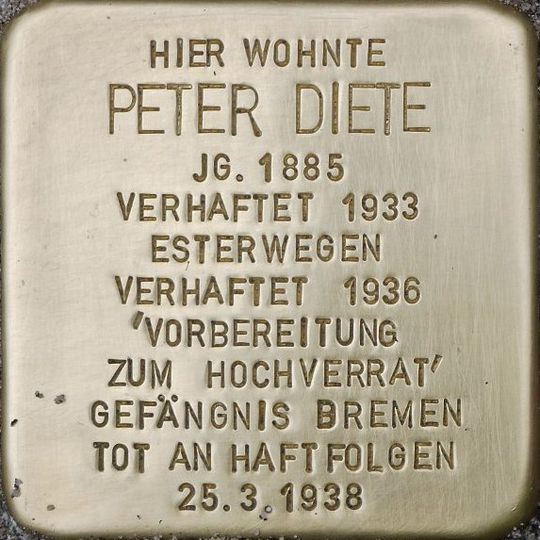 HIER WOHNTE
PETER DIETE
JG. 1885
VERHAFTET 1933
ESTERWEGEN
VERHAFTET 1936
'VORBEREITUNG
ZUM HOCHVERRAT'
GEFÄNGNIS BREMEN
TOT AN HAFTFOLGEN
25.3.1938